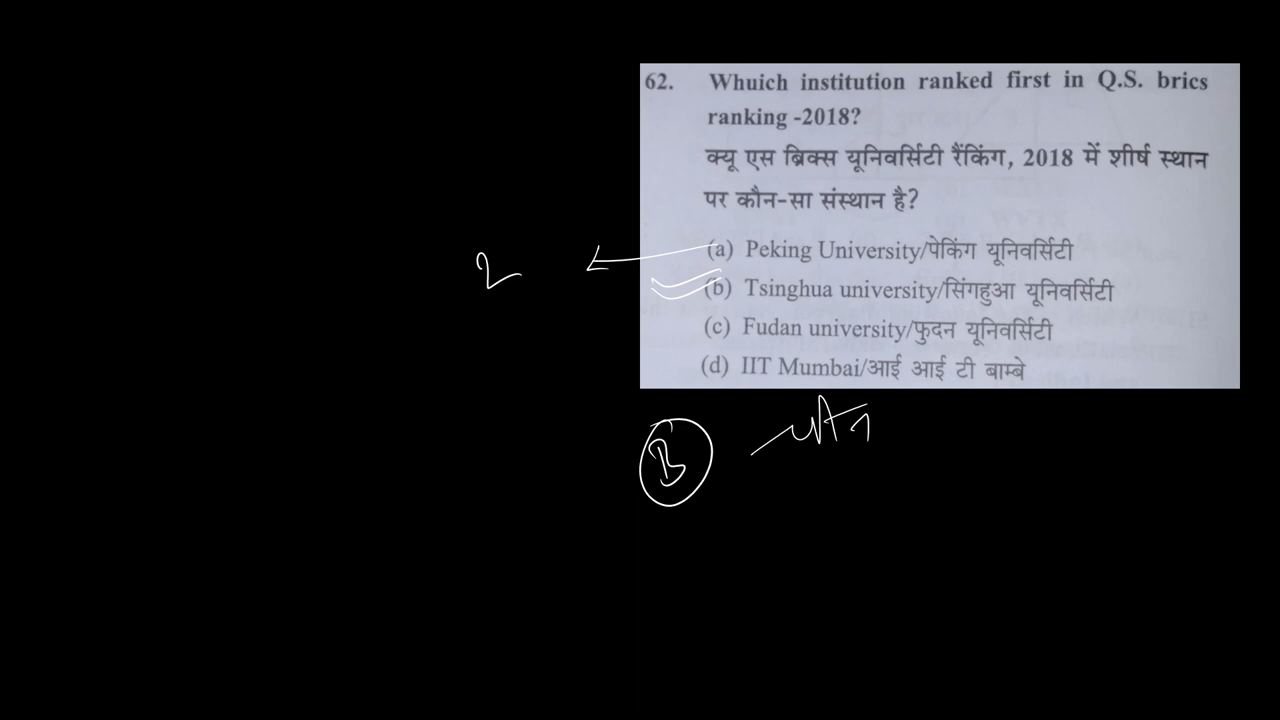 62. Whuich institution ranked first in Q.S. brics
ranking -2018?
क्यू एस ब्रिक्स यूनिवर्सिटी रैंकिंग, 2018 में शीर्ष स्थान
पर कौन-सा संस्थान है?
(a) Peking University/पेकिंग यूनिवर्सिटी
2
(b) Tsinghua university/सिंगहुआ यूनिवर्सिटी
(c) Fudan university/फुदन यूनिवर्सिटी
(d) IIT Mumbai/आई आई टी बाम्बे
B